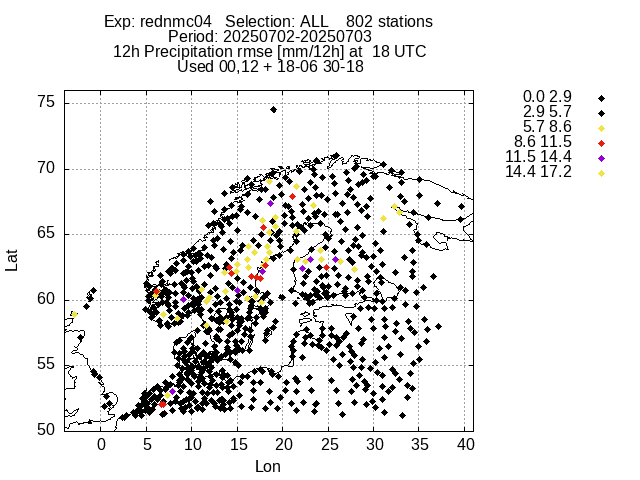 Exp: rednmc04   Selection: ALL    802 stations
Period: 20250702-20250703
12h Precipitation rmse [mm/12h] at  18 UTC
Used 00,12 + 18-06 30-18
0.0 2.9
2.9 5.7
5.7 8.6
8.6 11.5
11.5 14.4
14.4 17.2
75
70
65
60
55
50
Lat
0 5 10 15 20 25 30 35 40
Lon